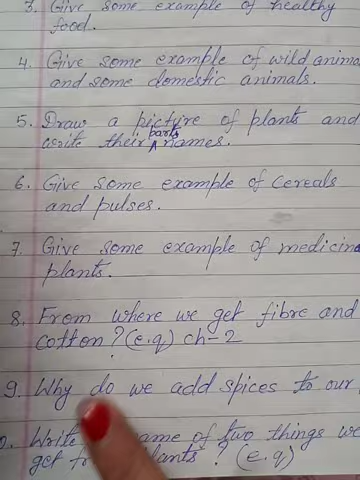 3. Give some example of healthy
food.
4. Give some example of wild anima
and some domestic animals.
5. Draw a picture of plants and
write their parts names.
6. Give some example of cereals
and pulses.
7. Give some example of medicin
plants.
8. From where we get fibre and
cotton? (e.q) ch-2
9. Why do we add spices to our
Write name of two things we
get plants? (e.q)